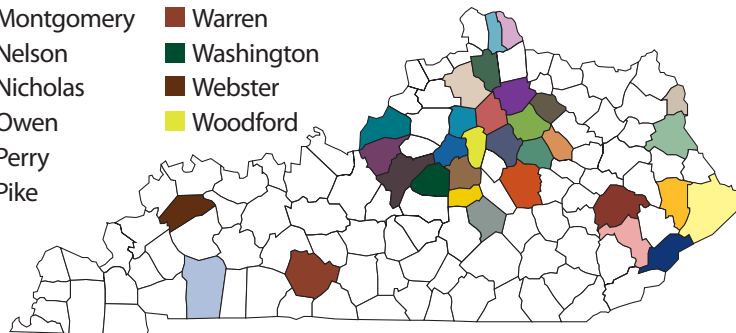 Montgomery
Nelson
Nicholas
Owen
Perry
Pike
Warren
Washington
Webster
Woodford